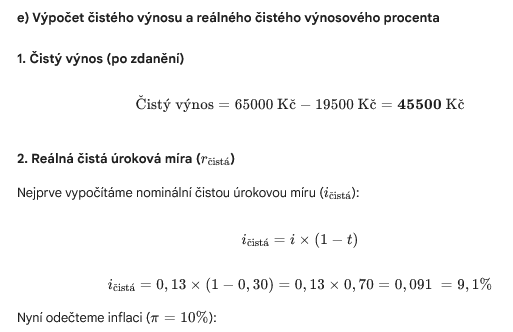 e) Výpočet čistého výnosu a reálného čistého výnosového procenta
1. Čistý výnos (po zdanění)
Čistý výnos = 65000 Kč − 19500 Kč = 45500 Kč
2. Reálná čistá úroková míra (r_čistá)
Nejprve vypočítáme nominální čistou úrokovou míru (i_čistá):
i_čistá = i × (1 − t)
i_čistá = 0,13 × (1 − 0,30) = 0,13 × 0,70 = 0,091 = 9,1%
Nyní odečteme inflaci (π = 10%):